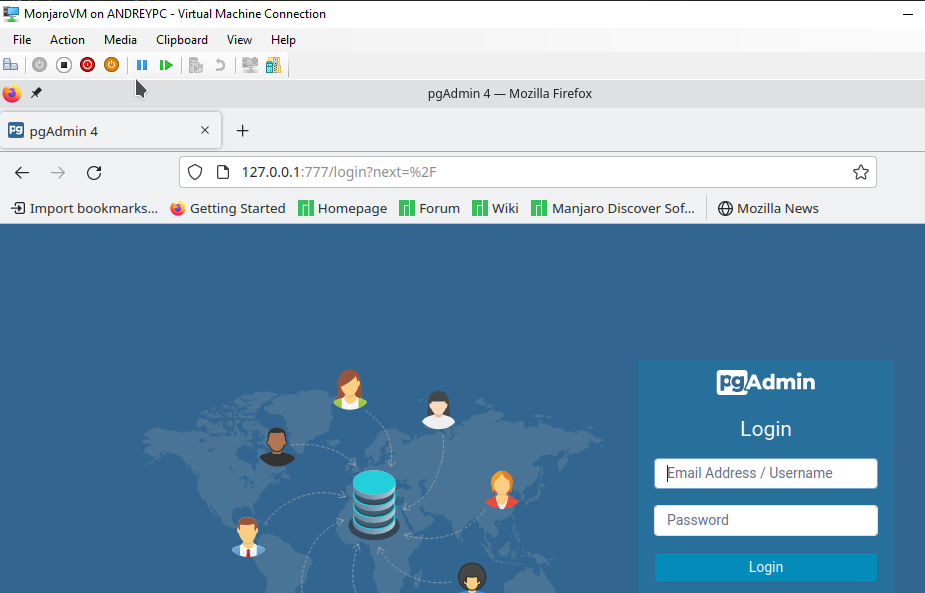 MonjaroVM on ANDREYPC - Virtual Machine Connection
File Action Media Clipboard View Help
pgAdmin 4 — Mozilla Firefox
pg pgAdmin 4
127.0.0.1:777/login?next=%2F
Import bookmarks... Getting Started Homepage Forum Wiki Manjaro Discover Sof... Mozilla News
pgAdmin
Login
Email Address / Username
Password
Login